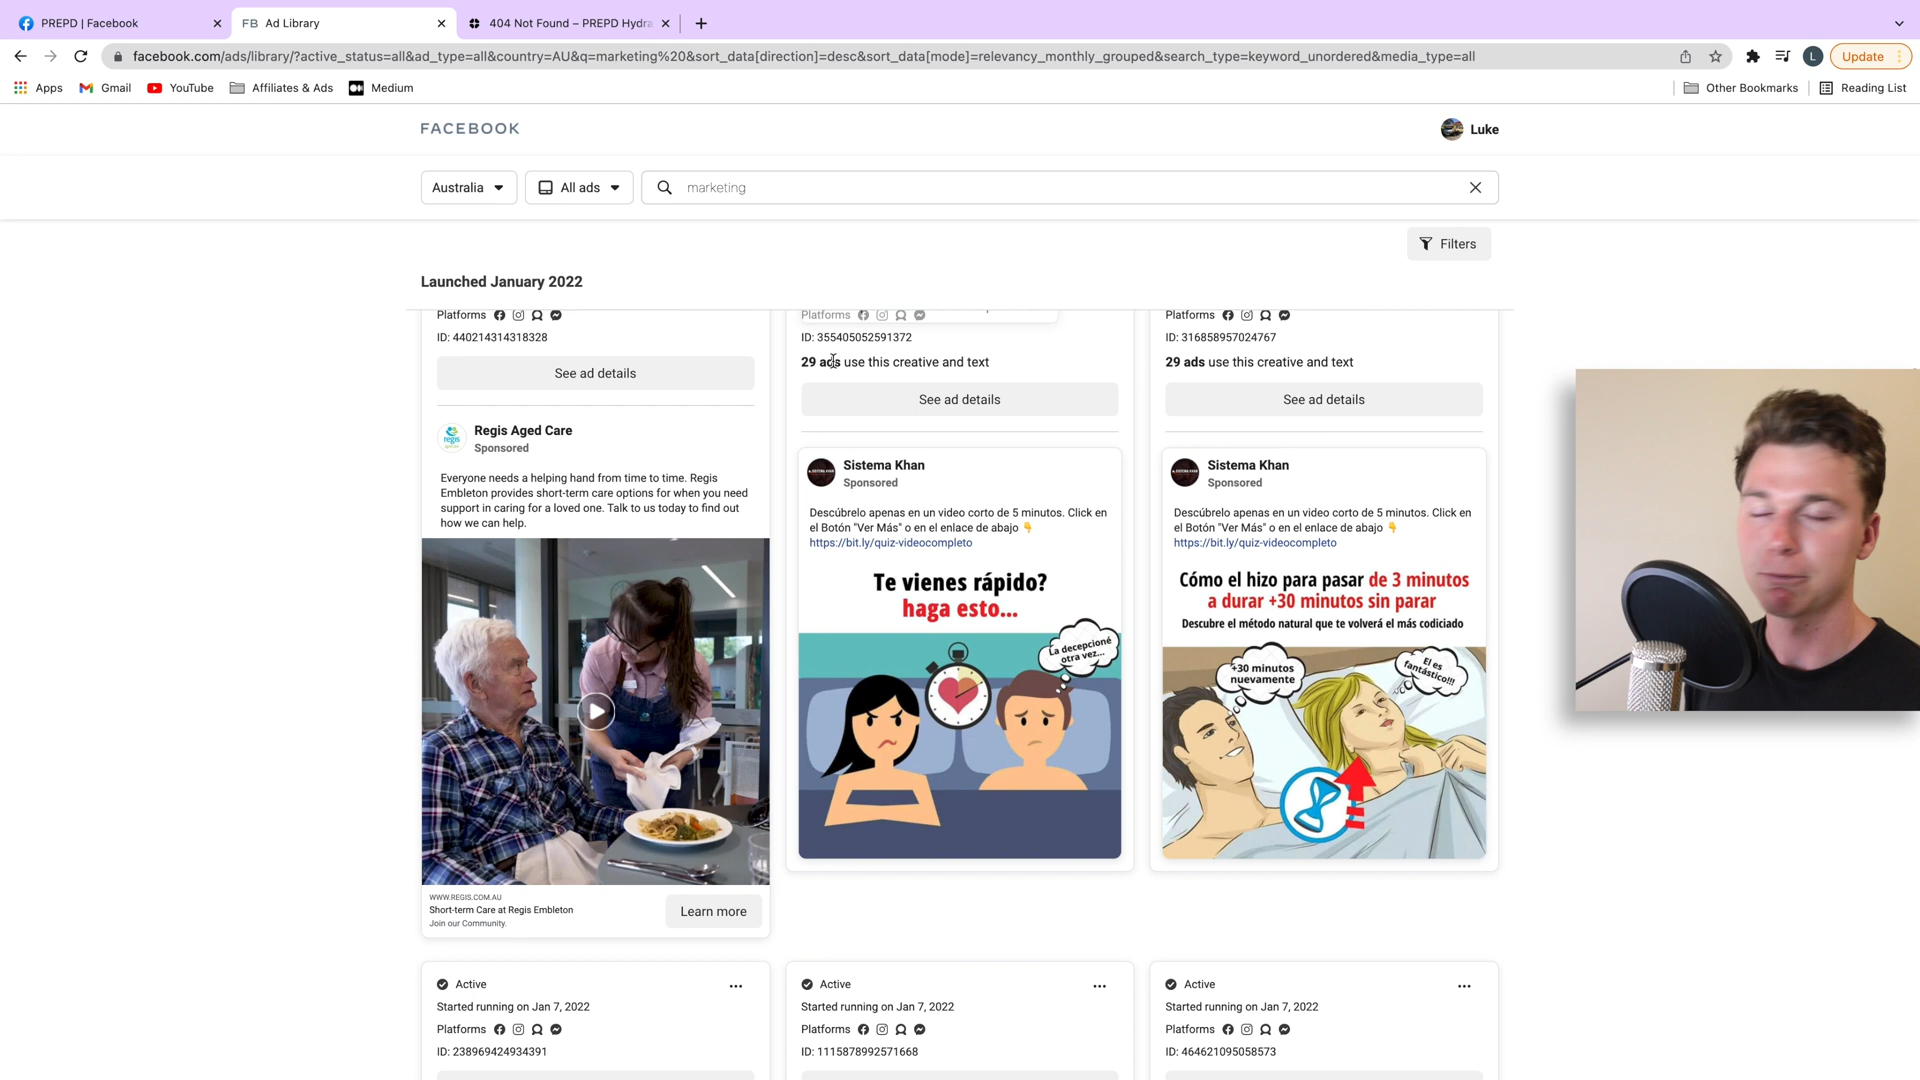 PREPD | Facebook
FB Ad Library
404 Not Found – PREPD Hydra
facebook.com/ads/library/?active_status=all&ad_type=all&country=AU&q=marketing%20&sort_data[direction]=desc&sort_data[mode]=relevancy_monthly_grouped&search_type=keyword_unordered&media_type=all
L
Update
Apps
Gmail
YouTube
Affiliates & Ads
Medium
Other Bookmarks
Reading List
FACEBOOK
Luke
Australia
All ads
marketing
Filters
Launched January 2022
Platforms
ID: 440214314318328
See ad details
regis
Regis Aged Care
Sponsored
Everyone needs a helping hand from time to time. Regis
Embleton provides short-term care options for when you need
support in caring for a loved one. Talk to us today to find out
how we can help.
WWW.REGIS.COM.AU
Short-term Care at Regis Embleton
Join our Community.
Learn more
Platforms
ID: 355405052591372
29 ads use this creative and text
See ad details
Sistema Khan
Sponsored
Descúbrelo apenas en un video corto de 5 minutos. Click en
el Botón "Ver Más" o en el enlace de abajo 👇
https://bit.ly/quiz-videocompleto
Te vienes rápido?
haga esto...
La decepcioné
otra vez...
Platforms
ID: 316858957024767
29 ads use this creative and text
See ad details
Sistema Khan
Sponsored
Descúbrelo apenas en un video corto de 5 minutos. Click en
el Botón "Ver Más" o en el enlace de abajo 👇
https://bit.ly/quiz-videocompleto
Cómo el hizo para pasar de 3 minutos
a durar +30 minutos sin parar
Descubre el método natural que te volverá el más codiciado
+30 minutos
nuevamente
El es
fantástico!!!
Active
Started running on Jan 7, 2022
Platforms
ID: 238969424934391
Active
Started running on Jan 7, 2022
Platforms
ID: 1115878992571668
Active
Started running on Jan 7, 2022
Platforms
ID: 464621095058573